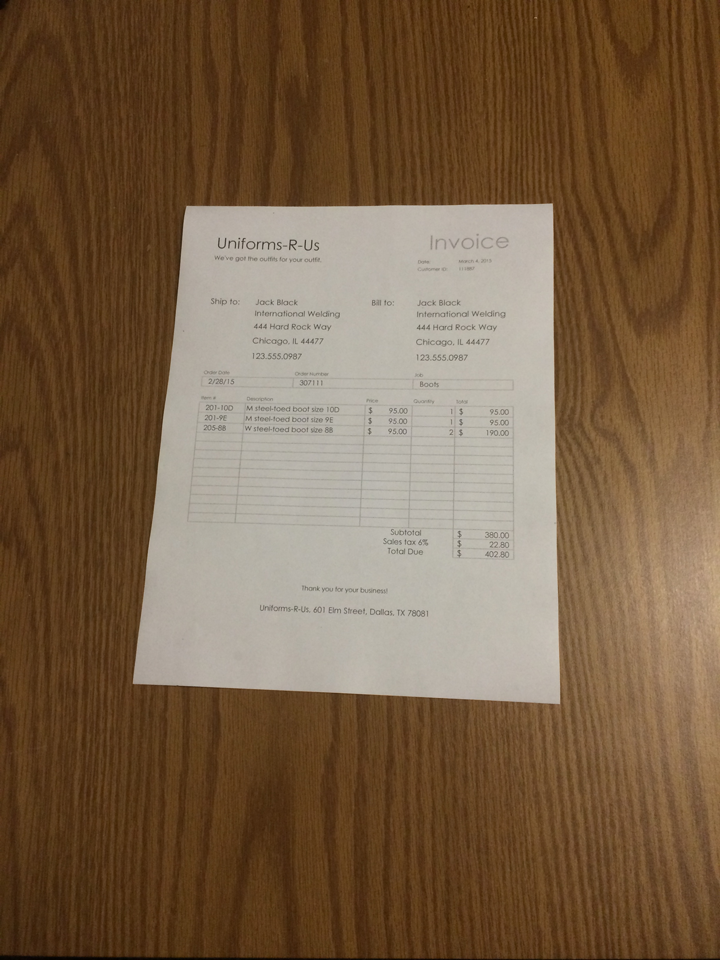 Uniforms-R-Us
We've got the outfits for your outfit.
Invoice
Date: March 4, 2015
Customer ID: 111887
Ship to: Jack Black
International Welding
444 Hard Rock Way
Chicago, IL 44477
123.555.0987
Bill to: Jack Black
International Welding
444 Hard Rock Way
Chicago, IL 44477
123.555.0987
Order Date Order Number Job
2/28/15 307111 Boots
Item # Description Price Quantity Total
201-10D M steel-toed boot size 10D $ 95.00 1 $ 95.00
201-9E M steel-toed boot size 9E $ 95.00 1 $ 95.00
205-8B W steel-toed boot size 8B $ 95.00 2 $ 190.00
Subtotal $ 380.00
Sales tax 6% $ 22.80
Total Due $ 402.80
Thank you for your business!
Uniforms-R-Us, 601 Elm Street, Dallas, TX 78081